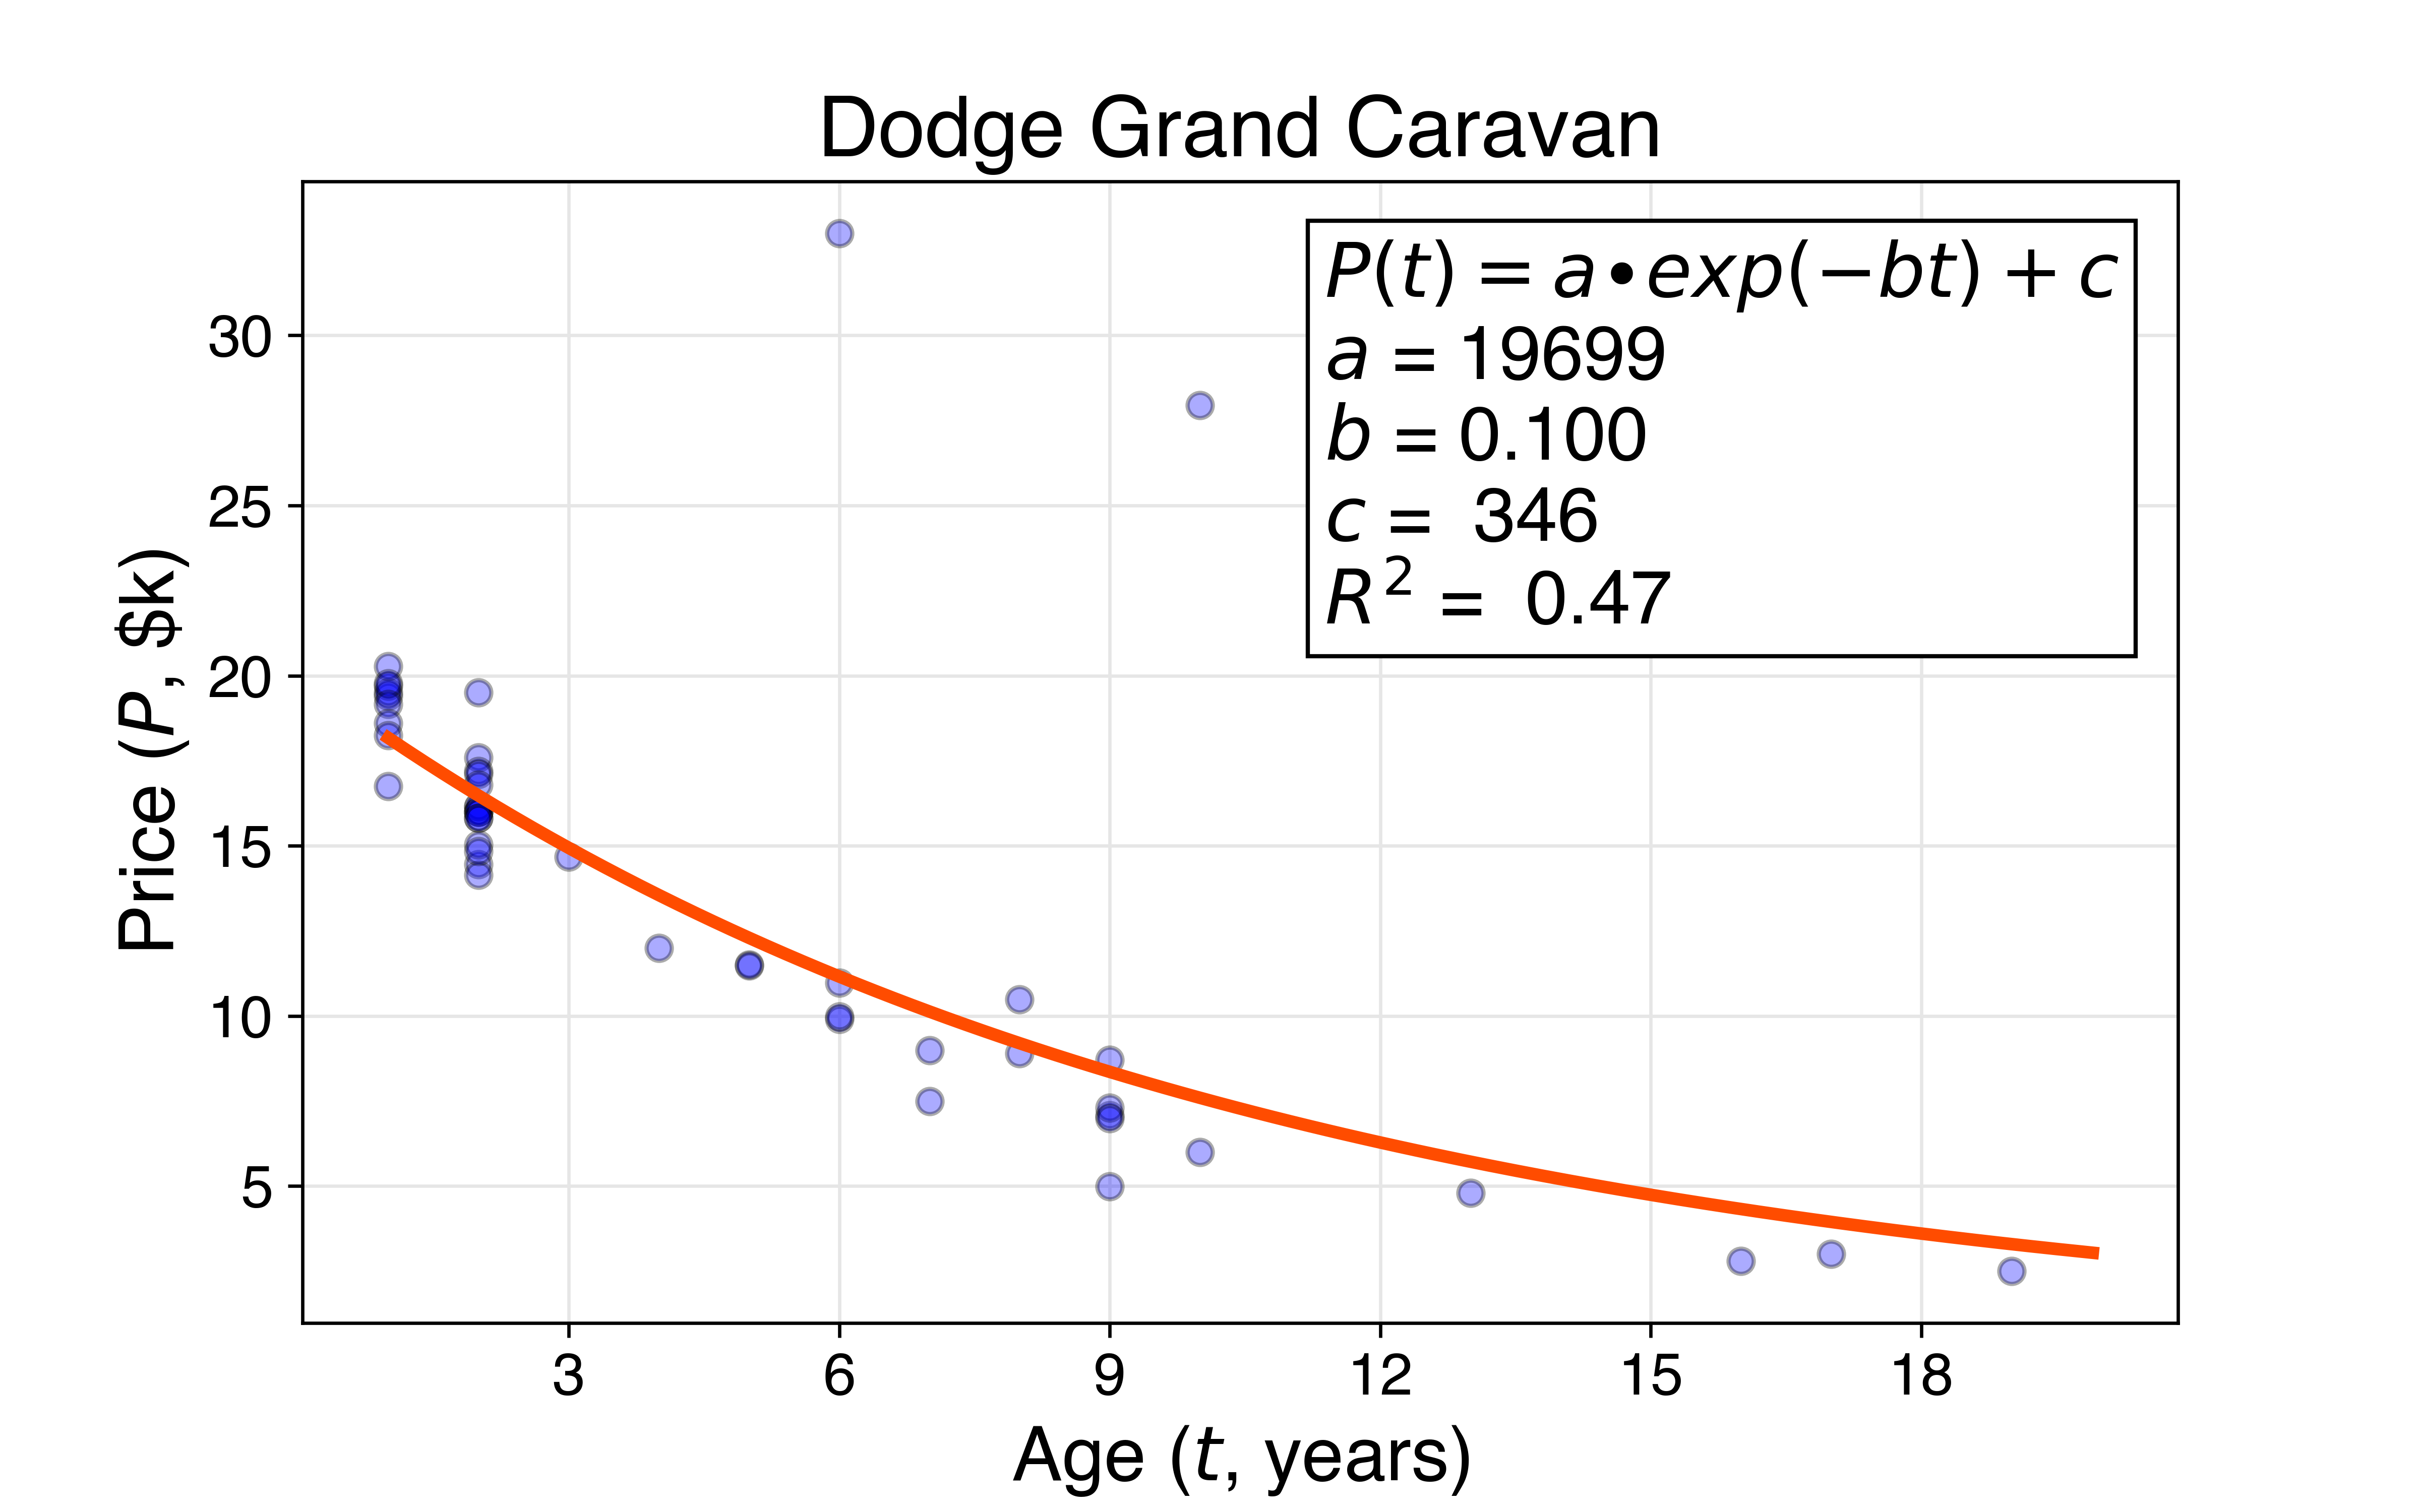 Dodge Grand Caravan
P(t) = a•exp(−bt) + c
a = 19699
b = 0.100
c = 346
R² = 0.47
Price (P, $k)
30
25
20
15
10
5
3 6 9 12 15 18
Age (t, years)